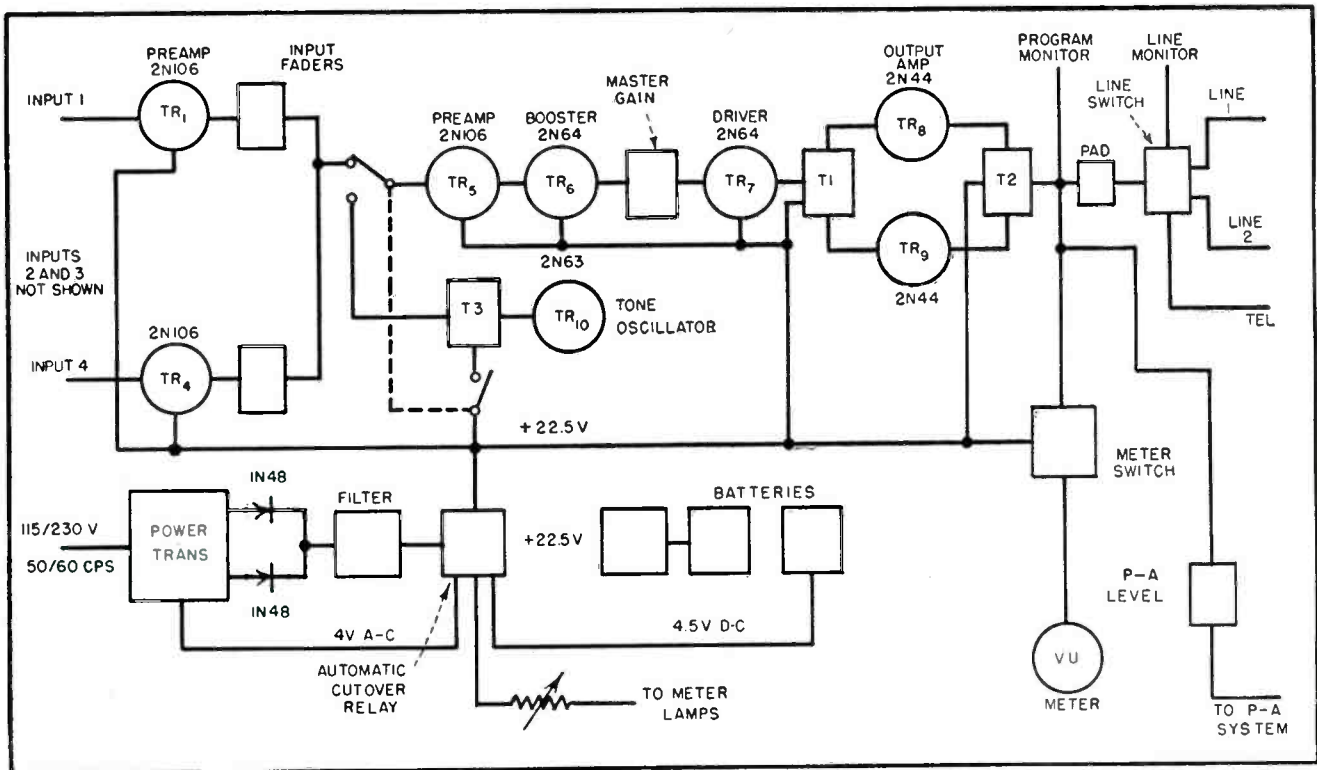 PREAMP
2N106
INPUT
FADERS
INPUT 1
TR1
PREAMP
2N106
TR5
BOOSTER
2N64
TR6
MASTER
GAIN
DRIVER
2N64
TR7
T1
OUTPUT
AMP
2N44
TR8
TR9
2N44
T2
PROGRAM
MONITOR
LINE
MONITOR
LINE
SWITCH
PAD
LINE
1
LINE
2
TEL
INPUTS
2 AND 3
NOT SHOWN
2N63
T3
TR10
TONE
OSCILLATOR
2N106
INPUT 4
TR4
+22.5V
METER
SWITCH
115/230 V
50/60 CPS
POWER
TRANS
IN48
IN48
FILTER
+22.5V
BATTERIES
4V A-C
4.5V D-C
AUTOMATIC
CUTOVER
RELAY
TO METER
LAMPS
VU
METER
P-A
LEVEL
TO P-A
SYSTEM